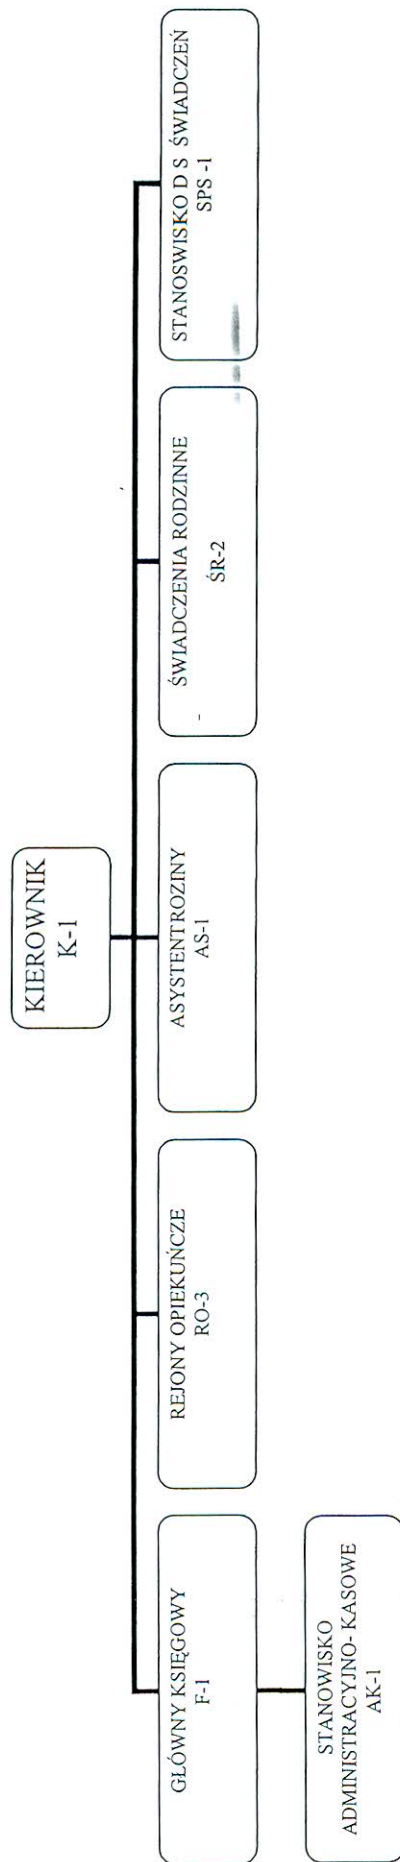 KIEROWNIK
K-1
GŁÓWNY KSIĘGOWY
F-1
REJONY OPIEKUŃCZE
RO-3
ASYSTENTROZINY
AS-1
ŚWIADCZENIA RODZINNE
ŚR-2
STANOSWISKO D S ŚWIADCZEŃ
SPS -1
STANOWISKO
ADMINISTRACYJNO- KASOWE
AK-1